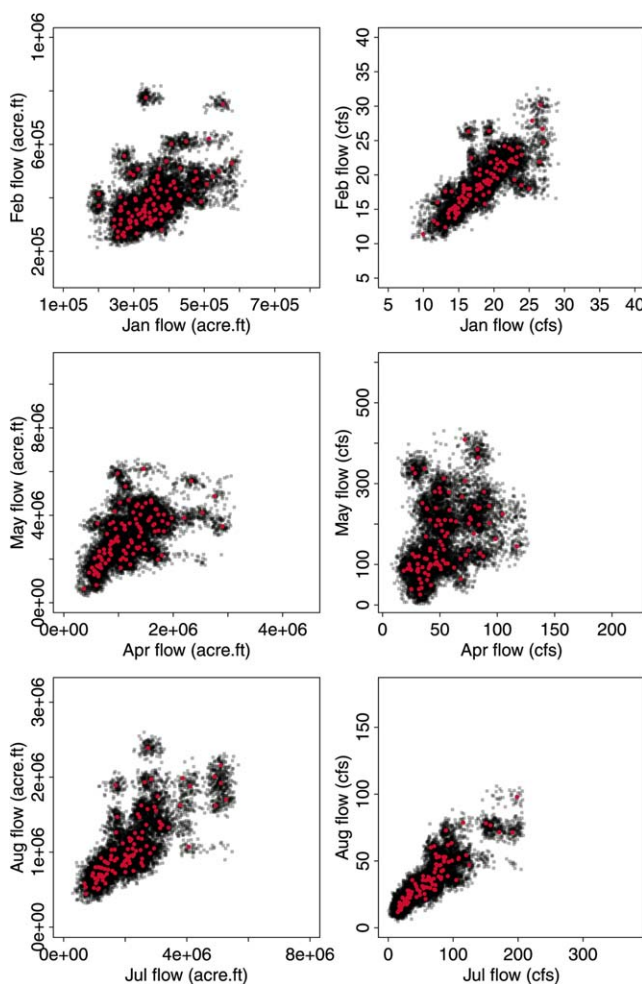 1e+06
6e+05
2e+05
Feb flow (acre.ft)
1e+05 3e+05 5e+05 7e+05
Jan flow (acre.ft)
40
35
30
25
20
15
10
5
Feb flow (cfs)
5 10 15 20 25 30 35 40
Jan flow (cfs)
8e+06
4e+06
0e+00
May flow (acre.ft)
0e+00 2e+06 4e+06
Apr flow (acre.ft)
500
300
100
0
May flow (cfs)
0 50 100 150 200
Apr flow (cfs)
3e+06
2e+06
1e+06
0e+00
Aug flow (acre.ft)
0e+00 4e+06 8e+06
Jul flow (acre.ft)
150
100
50
0
Aug flow (cfs)
0 100 200 300
Jul flow (cfs)